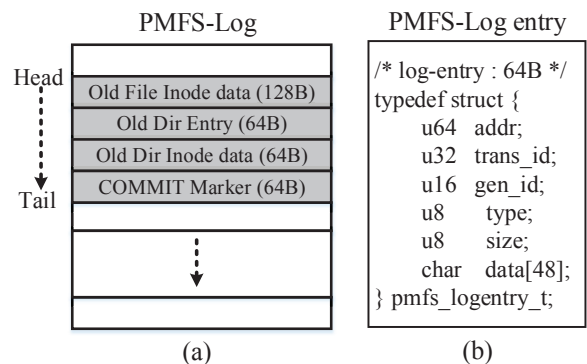 PMFS-Log
Head
Old File Inode data (128B)
Old Dir Entry (64B)
Old Dir Inode data (64B)
COMMIT Marker (64B)
Tail
(a)
PMFS-Log entry
/* log-entry : 64B */
typedef struct {
u64 addr;
u32 trans_id;
u16 gen_id;
u8 type;
u8 size;
char data[48];
} pmfs_logentry_t;
(b)